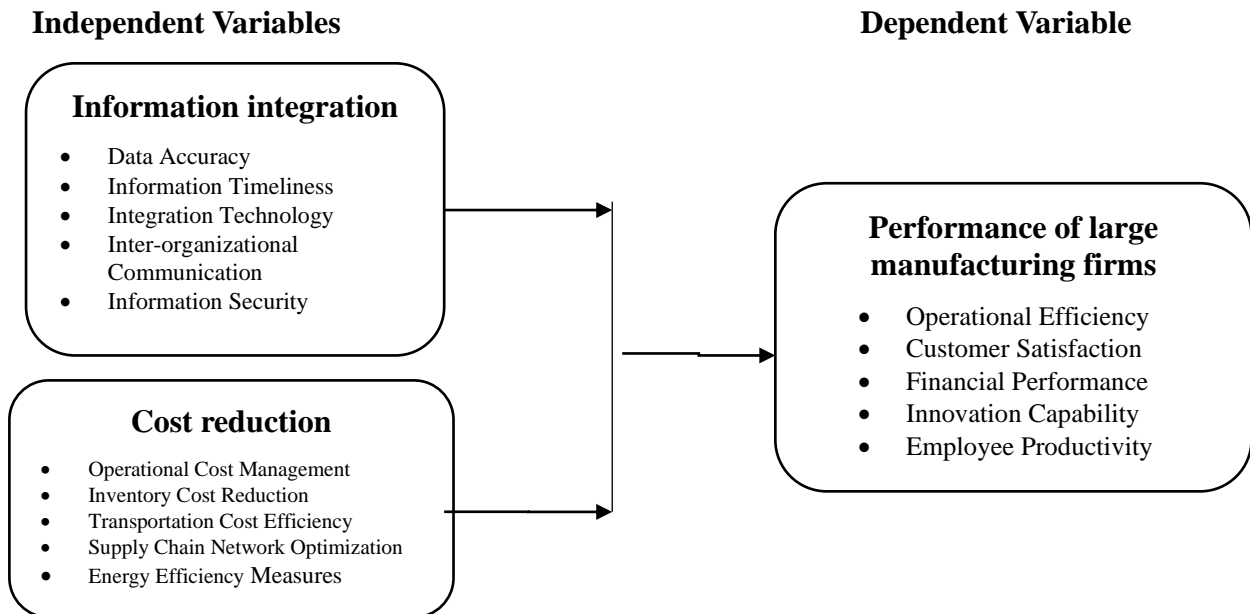 Independent Variables
Information integration
• Data Accuracy
• Information Timeliness
• Integration Technology
• Inter-organizational
Communication
• Information Security
Cost reduction
• Operational Cost Management
• Inventory Cost Reduction
• Transportation Cost Efficiency
• Supply Chain Network Optimization
• Energy Efficiency Measures
Dependent Variable
Performance of large
manufacturing firms
• Operational Efficiency
• Customer Satisfaction
• Financial Performance
• Innovation Capability
• Employee Productivity